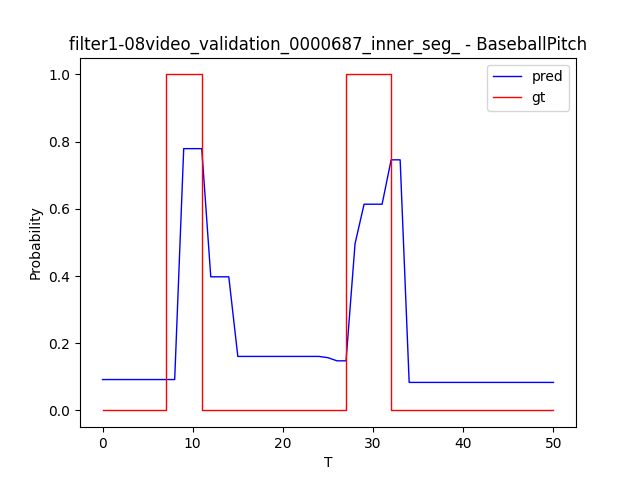 filter1-08video_validation_0000687_inner_seg_ - BaseballPitch
pred
gt
Probability
1.0
0.8
0.6
0.4
0.2
0.0
0 10 20 30 40 50
T